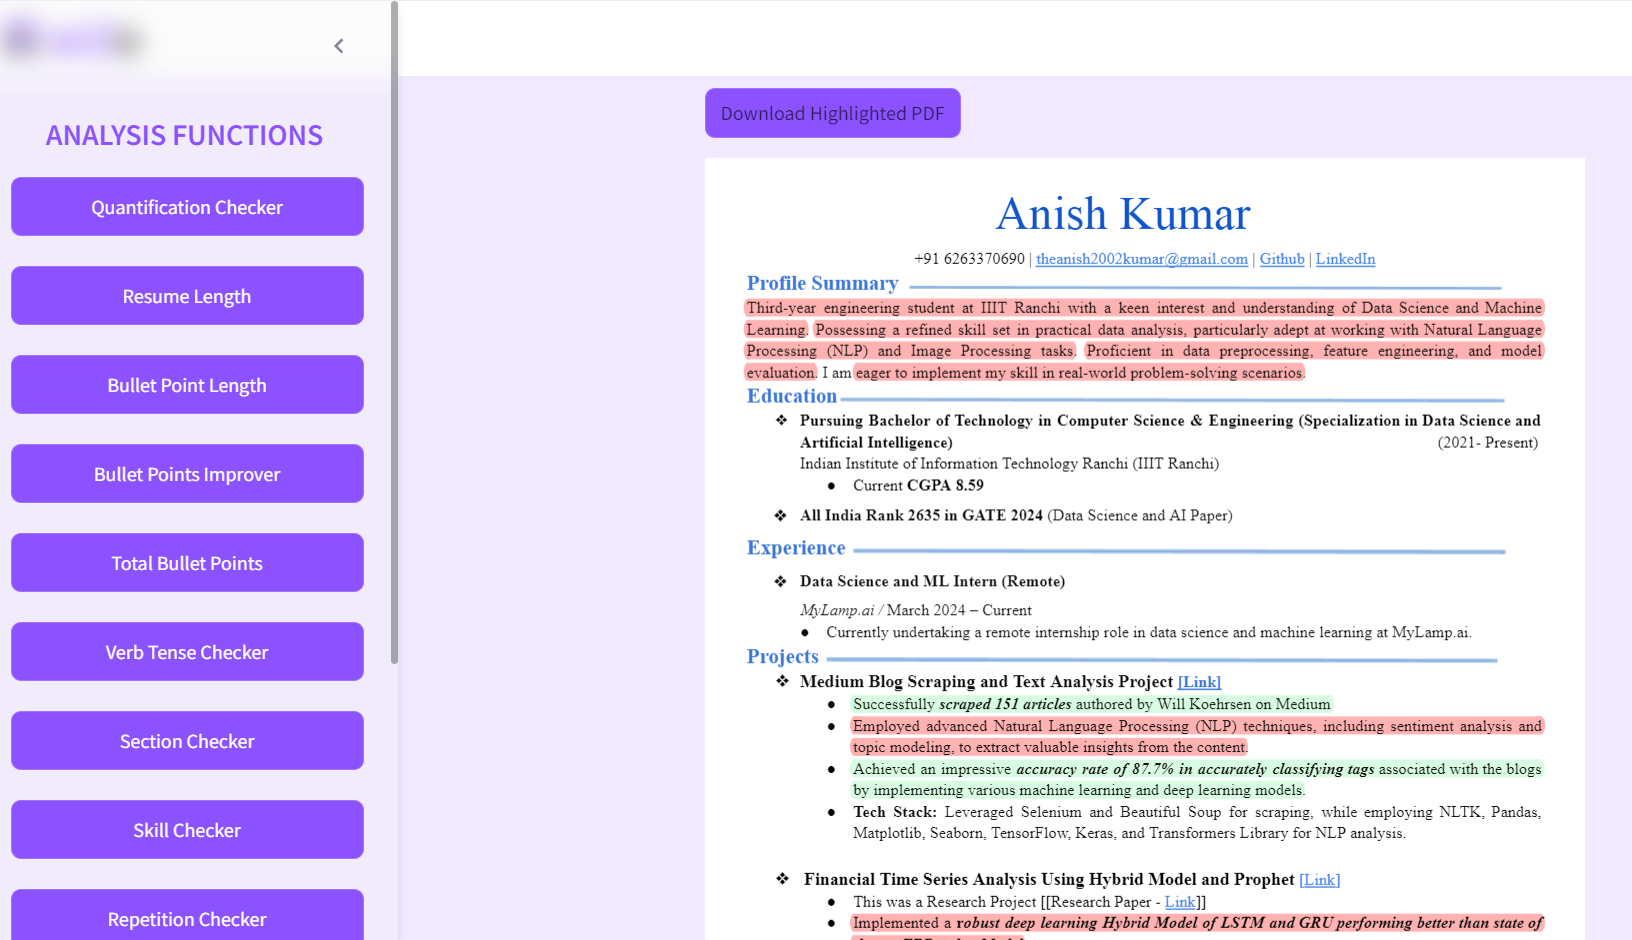 ANALYSIS FUNCTIONS
Quantification Checker
Resume Length
Bullet Point Length
Bullet Points Improver
Total Bullet Points
Verb Tense Checker
Section Checker
Skill Checker
Repetition Checker
Download Highlighted PDF
Anish Kumar
+91 6263370690 | theanish2002kumar@gmail.com | Github | LinkedIn
Profile Summary
Third-year engineering student at IIIT Ranchi with a keen interest and understanding of Data Science and Machine
Learning. Possessing a refined skill set in practical data analysis, particularly adept at working with Natural Language
Processing (NLP) and Image Processing tasks. Proficient in data preprocessing, feature engineering, and model
evaluation. I am eager to implement my skill in real-world problem-solving scenarios.
Education
❖ Pursuing Bachelor of Technology in Computer Science & Engineering (Specialization in Data Science and
Artificial Intelligence) (2021- Present)
Indian Institute of Information Technology Ranchi (IIIT Ranchi)
● Current CGPA 8.59
❖ All India Rank 2635 in GATE 2024 (Data Science and AI Paper)
Experience
❖ Data Science and ML Intern (Remote)
MyLamp.ai / March 2024 – Current
● Currently undertaking a remote internship role in data science and machine learning at MyLamp.ai.
Projects
❖ Medium Blog Scraping and Text Analysis Project [Link]
● Successfully scraped 151 articles authored by Will Koehrsen on Medium
● Employed advanced Natural Language Processing (NLP) techniques, including sentiment analysis and
topic modeling, to extract valuable insights from the content.
● Achieved an impressive accuracy rate of 87.7% in accurately classifying tags associated with the blogs
by implementing various machine learning and deep learning models.
● Tech Stack: Leveraged Selenium and Beautiful Soup for scraping, while employing NLTK, Pandas,
Matplotlib, Seaborn, TensorFlow, Keras, and Transformers Library for NLP analysis.
❖ Financial Time Series Analysis Using Hybrid Model and Prophet [Link]
● This was a Research Project [[Research Paper - Link]]
● Implemented a robust deep learning Hybrid Model of LSTM and GRU performing better than state of